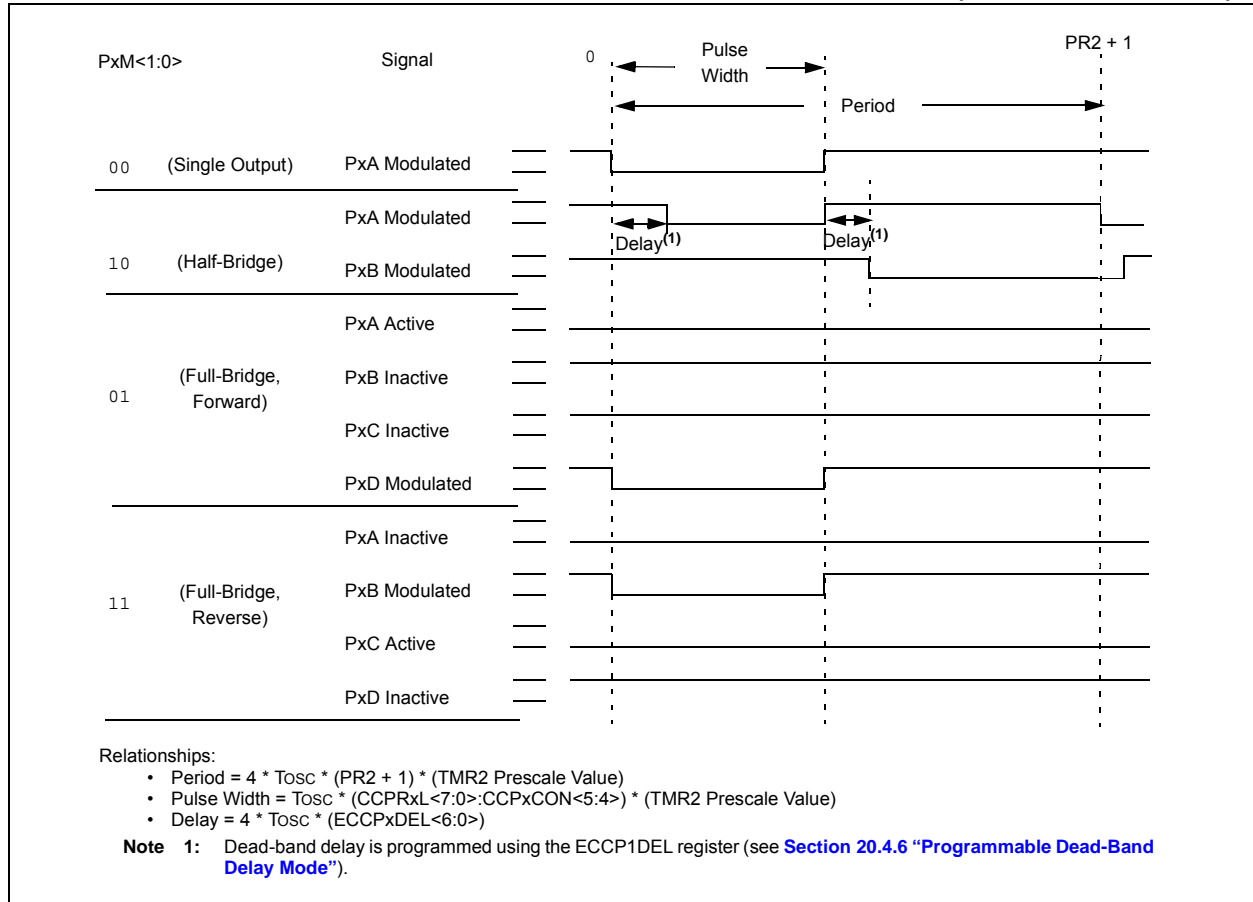 PxM<1:0>
Signal
0
Pulse
Width
PR2 + 1
Period
00
(Single Output)
PxA Modulated
10
(Half-Bridge)
PxA Modulated
Delay(1)
Delay(1)
PxB Modulated
01
(Full-Bridge,
Forward)
PxA Active
PxB Inactive
PxC Inactive
PxD Modulated
11
(Full-Bridge,
Reverse)
PxA Inactive
PxB Modulated
PxC Active
PxD Inactive
Relationships:
• Period = 4 * TOSC * (PR2 + 1) * (TMR2 Prescale Value)
• Pulse Width = TOSC * (CCPRxL<7:0>:CCPxCON<5:4>) * (TMR2 Prescale Value)
• Delay = 4 * TOSC * (ECCPxDEL<6:0>)
Note 1: Dead-band delay is programmed using the ECCP1DEL register (see Section 20.4.6 “Programmable Dead-Band
Delay Mode”).